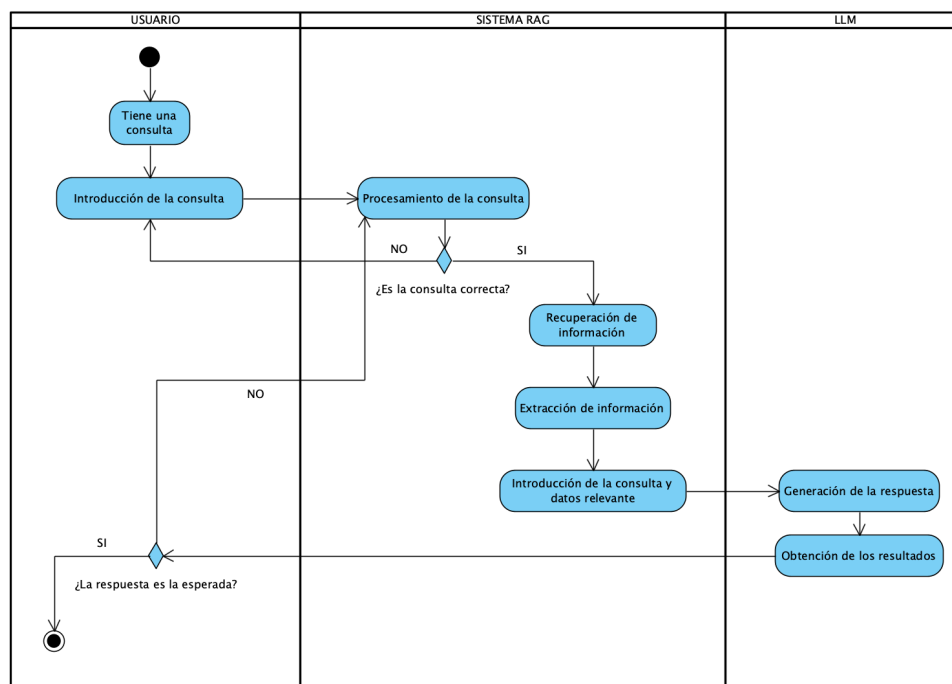 USUARIO
SISTEMA RAG
LLM
Tiene una
consulta
Introducción de la consulta
Procesamiento de la consulta
NO
SI
¿Es la consulta correcta?
Recuperación de
información
NO
Extracción de información
Introducción de la consulta y
datos relevante
Generación de la respuesta
SI
Obtención de los resultados
¿La respuesta es la esperada?